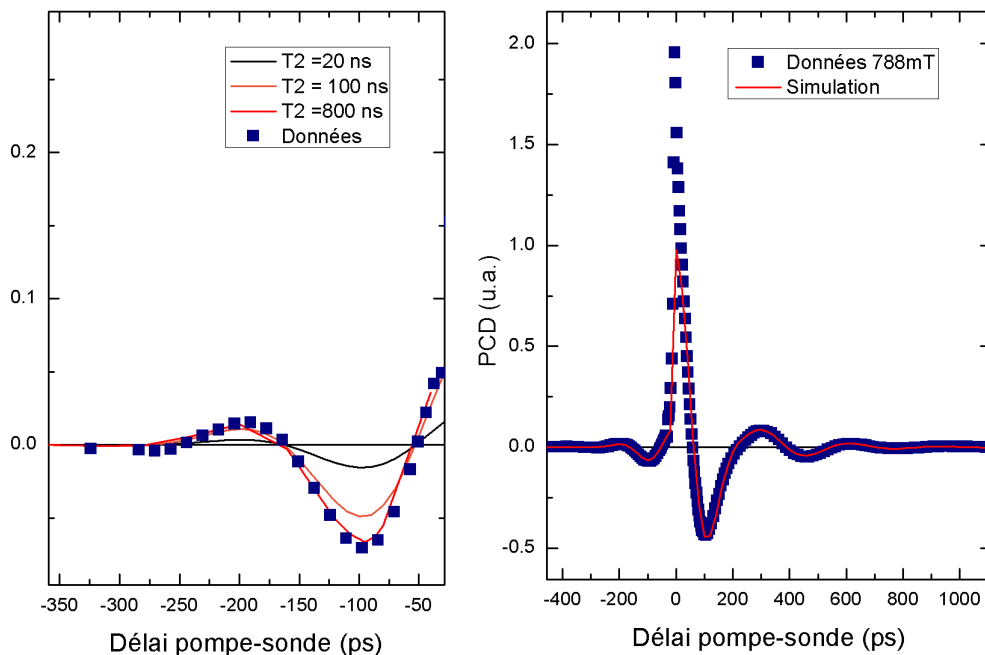 T2 =20 ns
T2 = 100 ns
T2 =800 ns
Données
0.2
0.1
0.0
-350 -300 -250 -200 -150 -100 -50
Délai pompe-sonde (ps)
Données 788mT
Simulation
2.0
1.5
1.0
0.5
0.0
-0.5
PCD (u.a.)
-400 -200 0 200 400 600 800 1000
Délai pompe-sonde (ps)